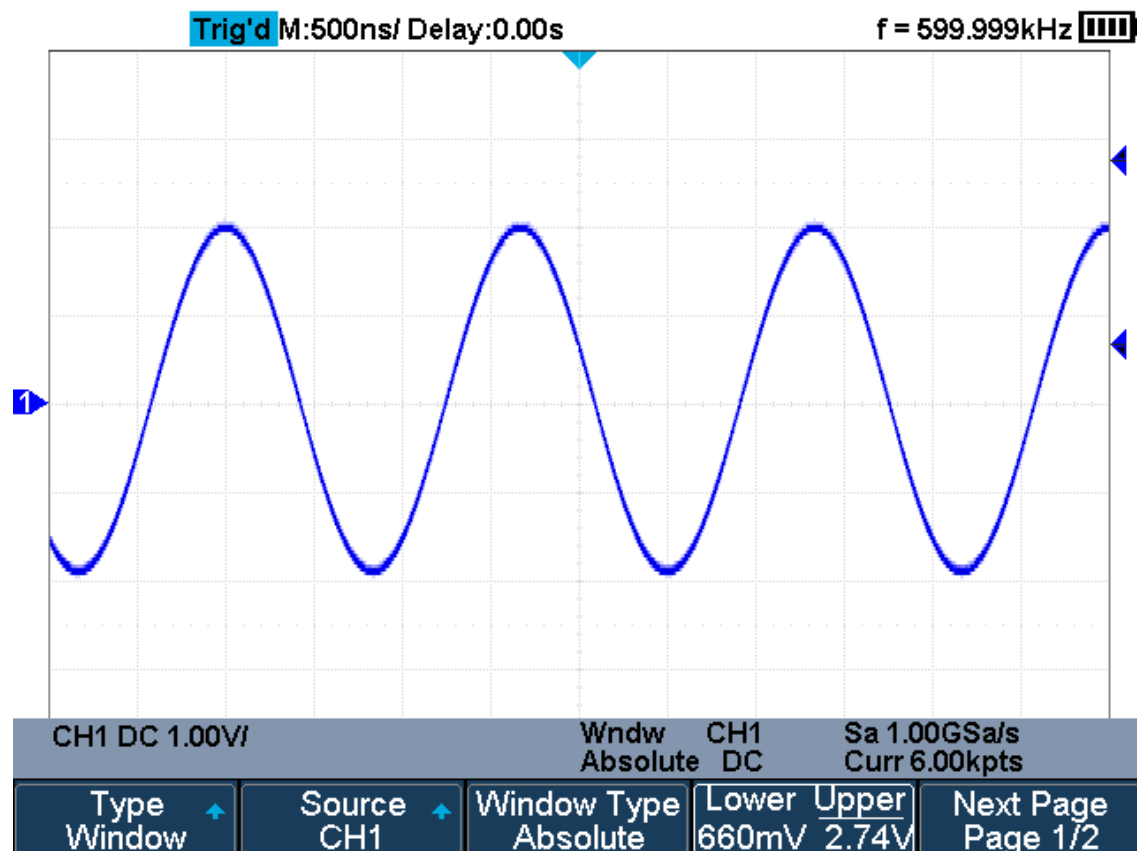 Trig'd M:500ns/ Delay:0.00s f = 599.999kHz
1
CH1 DC 1.00V/ Wndw CH1 Sa 1.00GSa/s
Absolute DC Curr 6.00kpts
Type Source Window Type Lower Upper Next Page
Window CH1 Absolute 660mV 2.74V Page 1/2